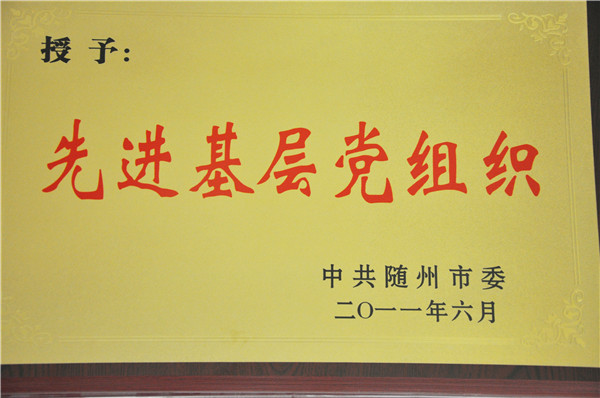 授予:
先进基层党组织
中共随州市委
二〇一一年六月